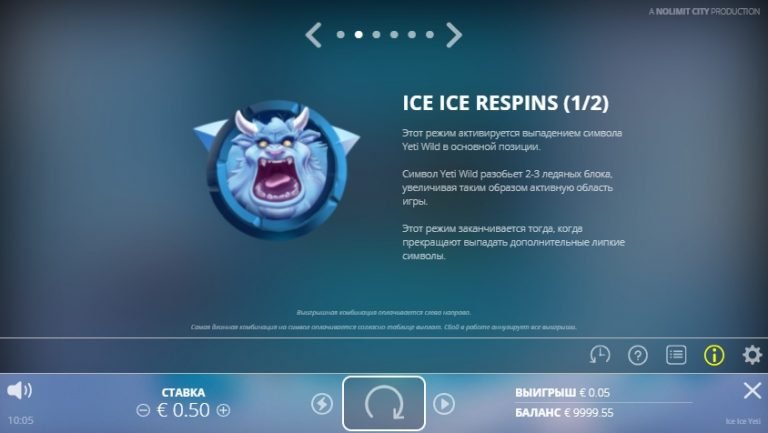 A NOLIMIT CITY PRODUCTION
ICE ICE RESPINS (1/2)
Этот режим активируется выпадением символа
Yeti Wild в основной позиции.
Символ Yeti Wild разобьет 2-3 ледяных блока,
увеличивая таким образом активную область
игры.
Этот режим заканчивается тогда, когда
прекращают выпадать дополнительные липкие
символы.
Выигрышная комбинация оплачивается слева направо.
Самая длинная комбинация на символ оплачивается согласно таблице выплат. Сбой в работе аннулирует все выигрыши.
СТАВКА
€ 0.50
ВЫИГРЫШ € 0.05
БАЛАНС € 9999.55
10:05
Ice Ice Yeti